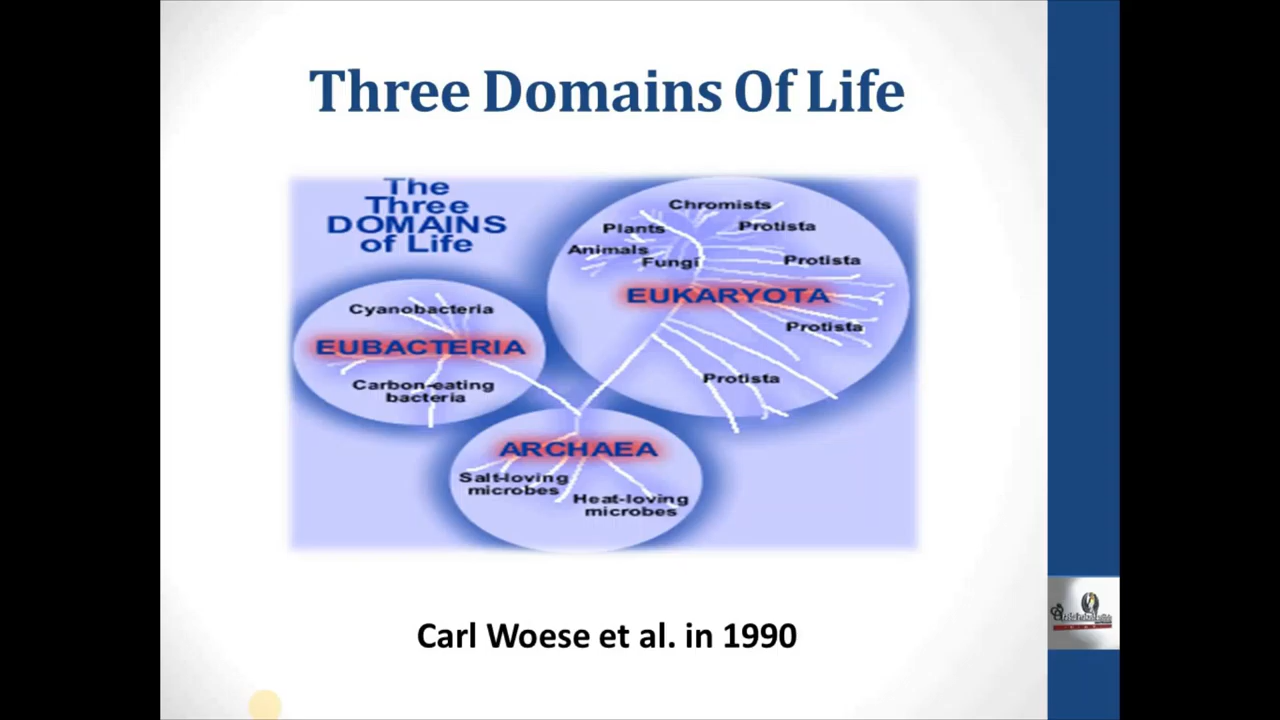 Three Domains Of Life
The
Three
DOMAINS
of Life
Chromists
Plants
Protista
Animals
Fungi
Protista
EUKARYOTA
Cyanobacteria
Protista
EUBACTERIA
Carbon-eating
bacteria
Protista
ARCHAEA
Salt-loving
microbes
Heat-loving
microbes
Carl Woese et al. in 1990